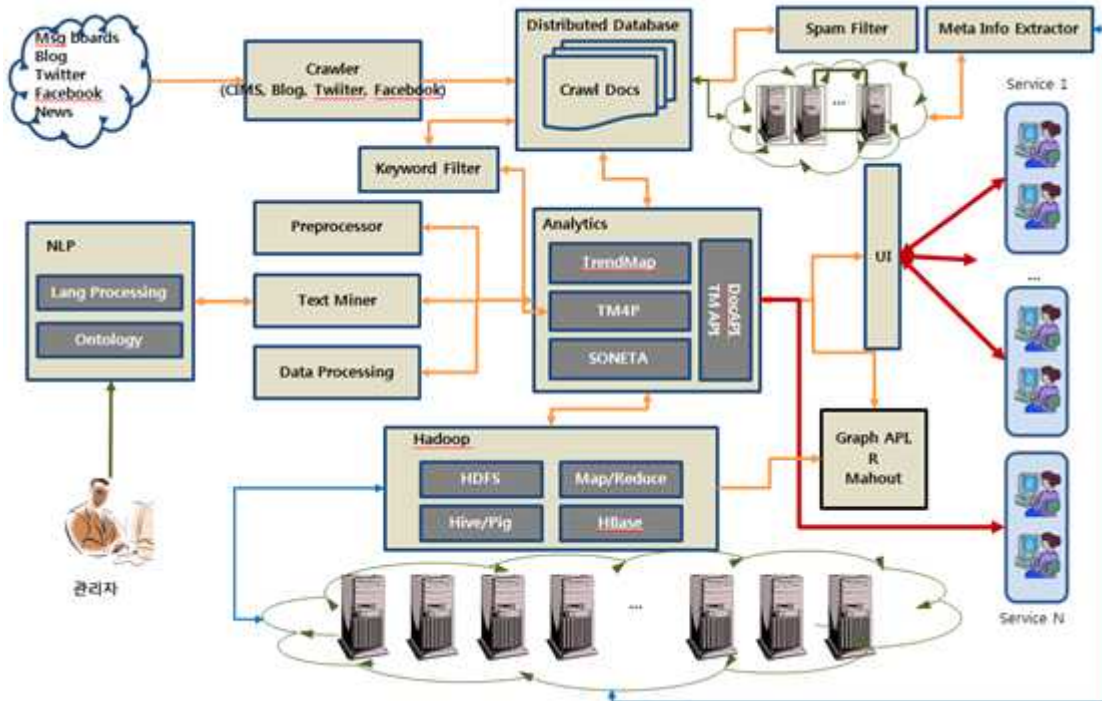 Msg boards
Blog
Twitter
Facebook
News
Crawler
(CIMS, Blog, Twiiter, Facebook)
Distributed Database
Crawl Docs
Spam Filter
Meta Info Extractor
...
Service 1
Keyword Filter
Preprocessor
Text Miner
Data Processing
NLP
Lang Processing
Ontology
Analytics
TrendMap
TM4P
SONETA
DocAPI,
TM API
UI
...
Hadoop
HDFS
Map/Reduce
Hive/Pig
HBase
Graph API,
R
Mahout
관리자
...
Service N